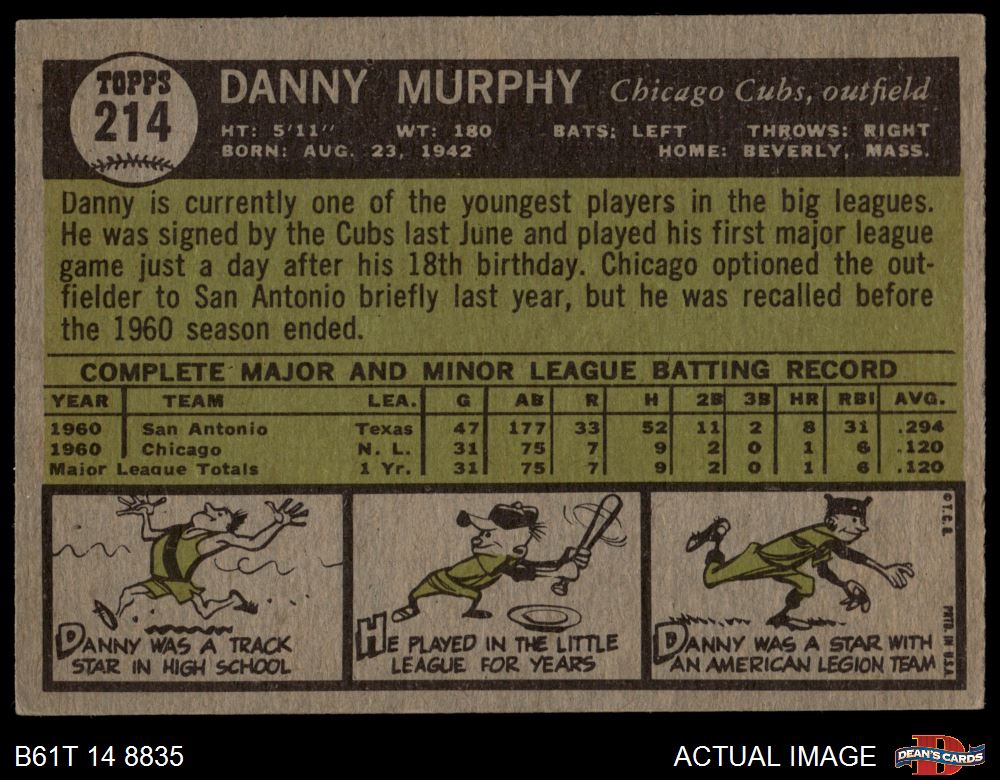 TOPPS
214
DANNY MURPHY Chicago Cubs, outfield
HT: 5'11" WT: 180 BATS: LEFT THROWS: RIGHT
BORN: AUG. 23, 1942 HOME: BEVERLY, MASS.
Danny is currently one of the youngest players in the big leagues.
He was signed by the Cubs last June and played his first major league
game just a day after his 18th birthday. Chicago optioned the out-
fielder to San Antonio briefly last year, but he was recalled before
the 1960 season ended.
COMPLETE MAJOR AND MINOR LEAGUE BATTING RECORD
YEAR TEAM LEA. G AB R H 2B 3B HR RBI AVG.
1960 San Antonio Texas 47 177 33 52 11 2 8 31 .294
1960 Chicago N. L. 31 75 7 9 2 0 1 6 .120
Major League Totals 1 Yr. 31 75 7 9 2 0 1 6 .120
DANNY WAS A TRACK
STAR IN HIGH SCHOOL
HE PLAYED IN THE LITTLE
LEAGUE FOR YEARS
DANNY WAS A STAR WITH
AN AMERICAN LEGION TEAM
© T.C.G.
PRTD. IN U.S.A.
B61T 14 8835
ACTUAL IMAGE
D
DEAN'S CARDS